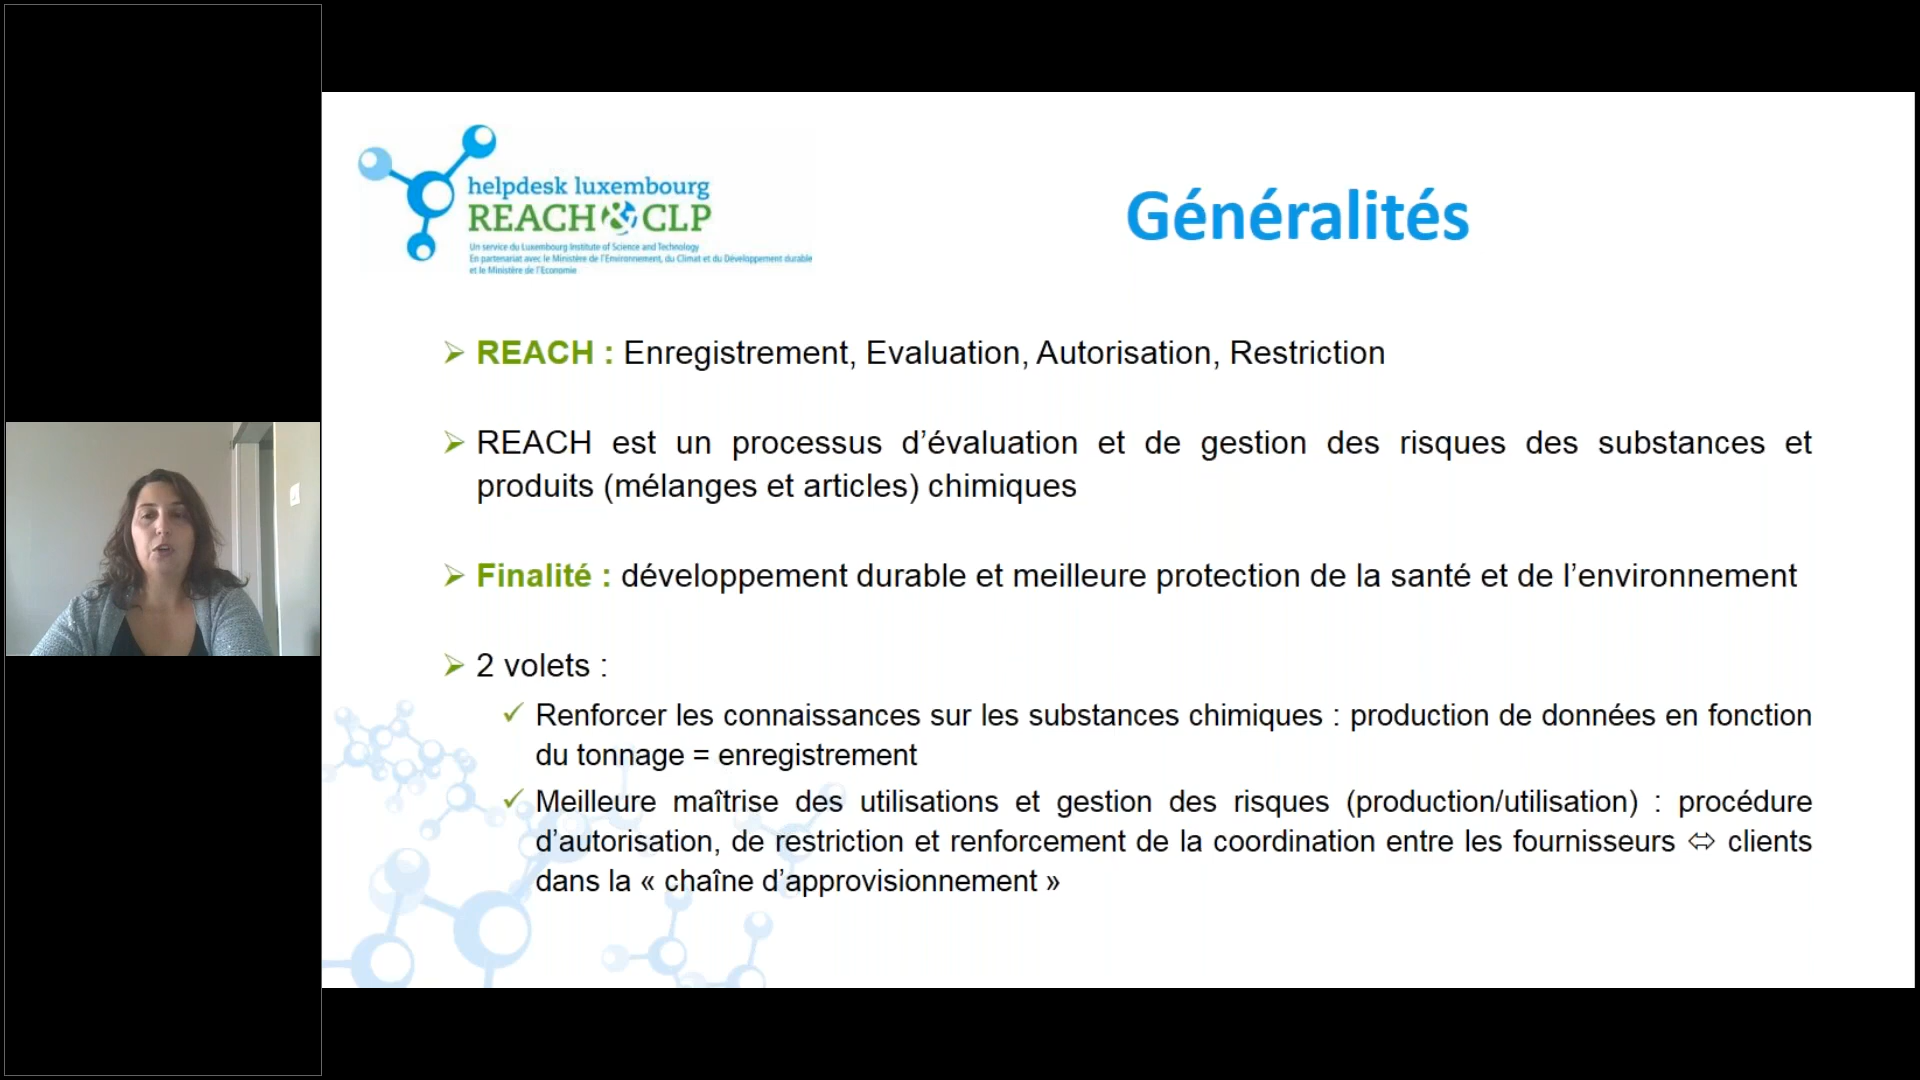 helpdesk luxembourg
REACH & CLP
Un service du Luxembourg Institute of Science and Technology
En partenariat avec le Ministère de l'Environnement, du Climat et du Développement durable
et le Ministère de l'Economie
Généralités
REACH : Enregistrement, Evaluation, Autorisation, Restriction
REACH est un processus d’évaluation et de gestion des risques des substances et
produits (mélanges et articles) chimiques
Finalité : développement durable et meilleure protection de la santé et de l’environnement
2 volets :
Renforcer les connaissances sur les substances chimiques : production de données en fonction
du tonnage = enregistrement
Meilleure maîtrise des utilisations et gestion des risques (production/utilisation) : procédure
d’autorisation, de restriction et renforcement de la coordination entre les fournisseurs ⇔ clients
dans la « chaîne d’approvisionnement »